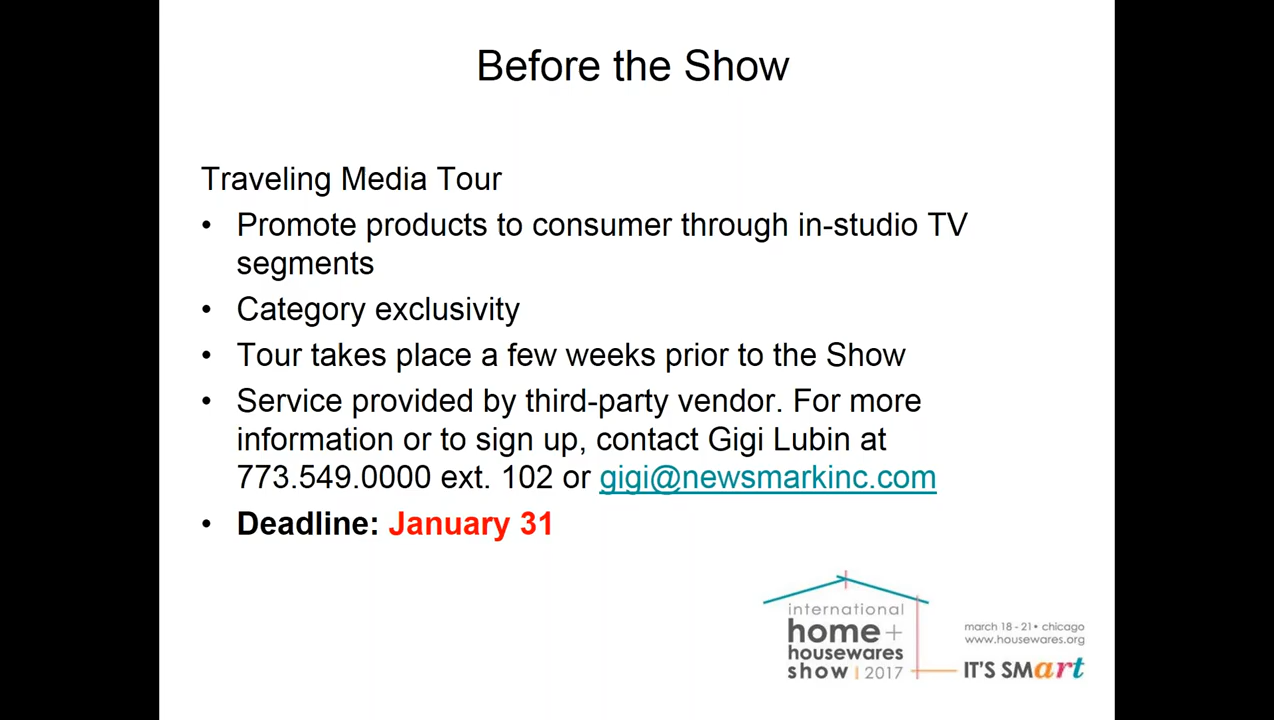 Before the Show
Traveling Media Tour
• Promote products to consumer through in-studio TV
segments
• Category exclusivity
• Tour takes place a few weeks prior to the Show
• Service provided by third-party vendor. For more
information or to sign up, contact Gigi Lubin at
773.549.0000 ext. 102 or gigi@newsmarkinc.com
• Deadline: January 31
international
home+
housewares
show | 2017
march 18 - 21 • chicago
www.housewares.org
IT'S SMart